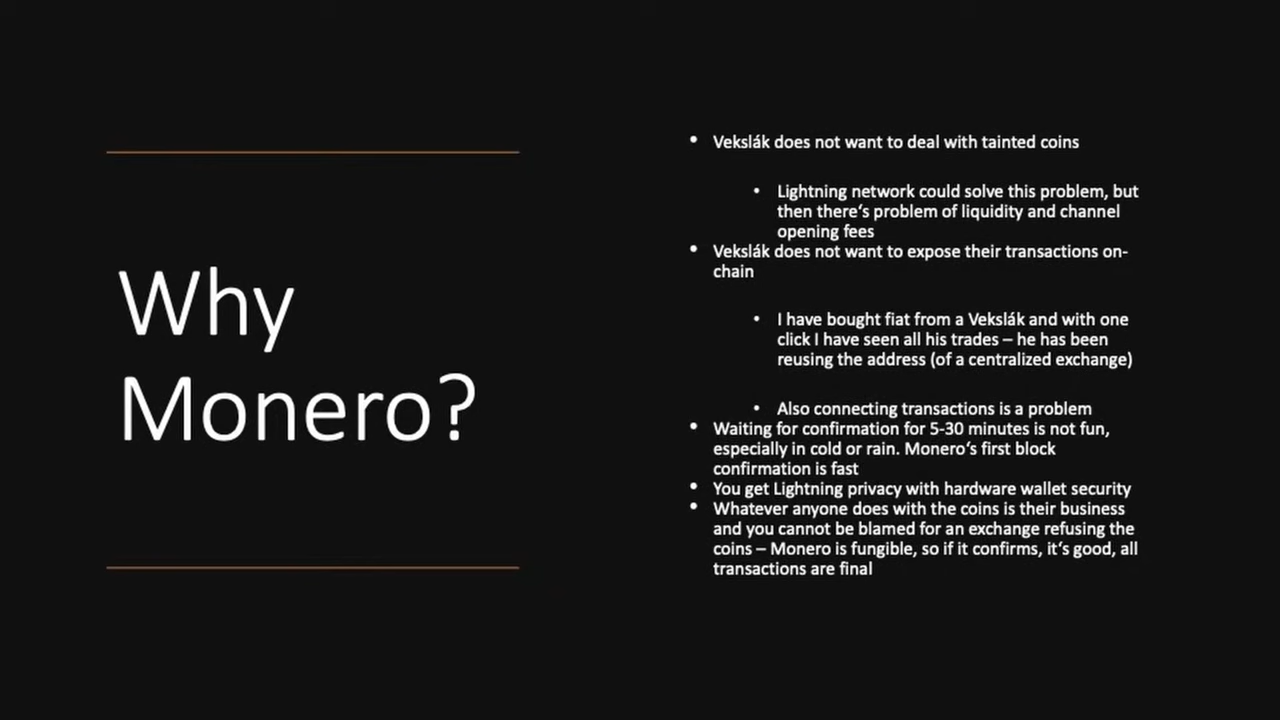 Why
Monero?
• Vekslák does not want to deal with tainted coins
• Lightning network could solve this problem, but
then there‘s problem of liquidity and channel
opening fees
• Vekslák does not want to expose their transactions on-
chain
• I have bought fiat from a Vekslák and with one
click I have seen all his trades – he has been
reusing the address (of a centralized exchange)
• Also connecting transactions is a problem
• Waiting for confirmation for 5-30 minutes is not fun,
especially in cold or rain. Monero‘s first block
confirmation is fast
• You get Lightning privacy with hardware wallet security
• Whatever anyone does with the coins is their business
and you cannot be blamed for an exchange refusing the
coins – Monero is fungible, so if it confirms, it‘s good, all
transactions are final